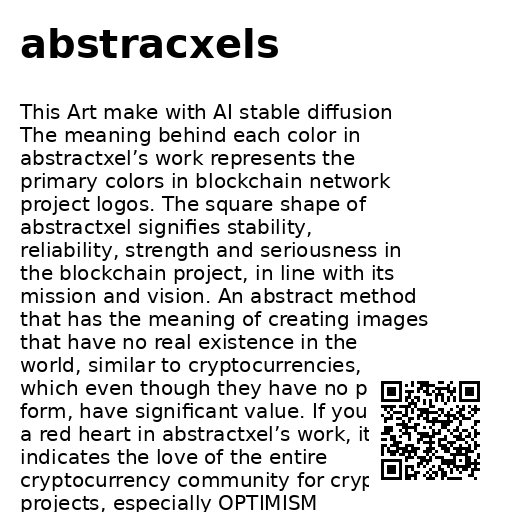 abstracxels
This Art make with AI stable diffusion
The meaning behind each color in
abstractxel’s work represents the
primary colors in blockchain network
project logos. The square shape of
abstractxel signifies stability,
reliability, strength and seriousness in
the blockchain project, in line with its
mission and vision. An abstract method
that has the meaning of creating images
that have no real existence in the
world, similar to cryptocurrencies,
which even though they have no
form, have significant value. If you
a red heart in abstractxel’s work, it
indicates the love of the entire
cryptocurrency community for
projects, especially OPTIMISM